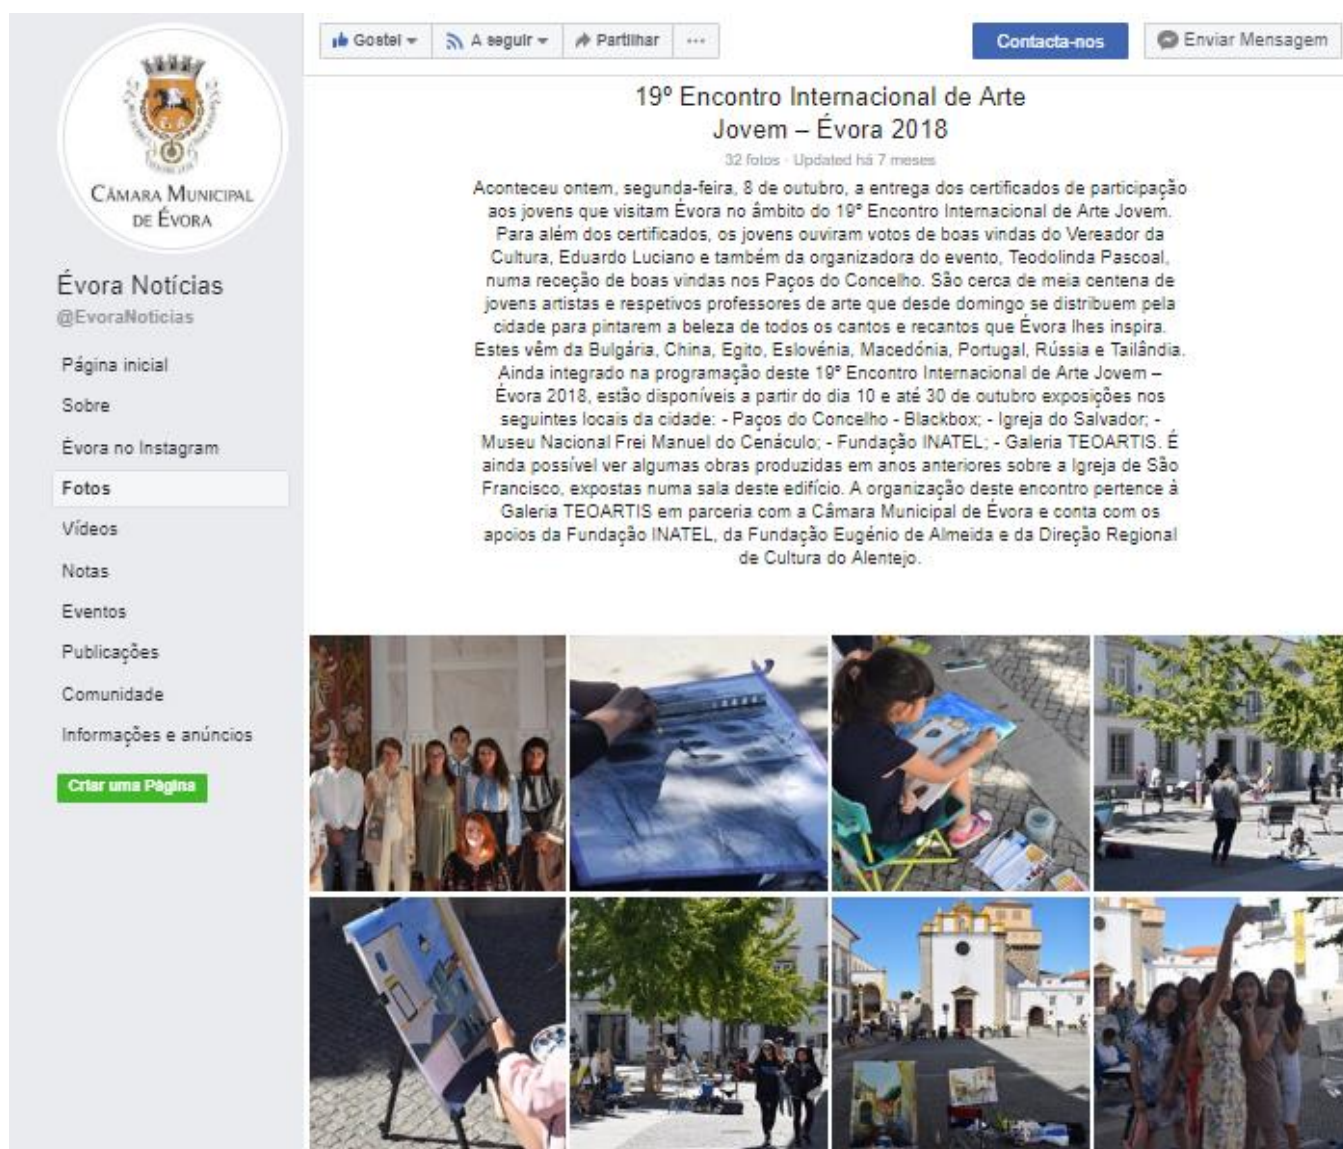 CÂMARA MUNICIPAL
DE ÉVORA
Évora Notícias
@EvoraNoticias
Página inicial
Sobre
Évora no Instagram
Fotos
Vídeos
Notas
Eventos
Publicações
Comunidade
Informações e anúncios
Criar uma Página
Gostei
A seguir
Partilhar
Contacta-nos
Enviar Mensagem
19º Encontro Internacional de Arte
Jovem – Évora 2018
32 fotos · Updated há 7 meses
Aconteceu ontem, segunda-feira, 8 de outubro, a entrega dos certificados de participação
aos jovens que visitam Évora no âmbito do 19º Encontro Internacional de Arte Jovem.
Para além dos certificados, os jovens ouviram votos de boas vindas do Vereador da
Cultura, Eduardo Luciano e também da organizadora do evento, Teodolinda Pascoal,
numa receção de boas vindas nos Paços do Concelho. São cerca de meia centena de
jovens artistas e respetivos professores de arte que desde domingo se distribuem pela
cidade para pintarem a beleza de todos os cantos e recantos que Évora lhes inspira.
Estes vêm da Bulgária, China, Egito, Eslovénia, Macedónia, Portugal, Rússia e Tailândia.
Ainda integrado na programação deste 19º Encontro Internacional de Arte Jovem –
Évora 2018, estão disponíveis a partir do dia 10 e até 30 de outubro exposições nos
seguintes locais da cidade: - Paços do Concelho - Blackbox; - Igreja do Salvador; -
Museu Nacional Frei Manuel do Cenáculo; - Fundação INATEL; - Galeria TEOARTIS. É
ainda possível ver algumas obras produzidas em anos anteriores sobre a Igreja de São
Francisco, expostas numa sala deste edifício. A organização deste encontro pertence à
Galeria TEOARTIS em parceria com a Câmara Municipal de Évora e conta com os
apoios da Fundação INATEL, da Fundação Eugénio de Almeida e da Direção Regional
de Cultura do Alentejo.